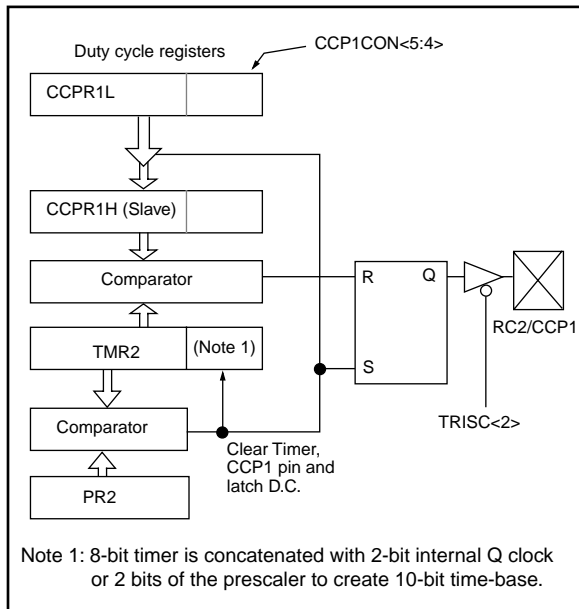 Duty cycle registers
CCP1CON<5:4>
CCPR1L
CCPR1H (Slave)
Comparator
R
Q
RC2/CCP1
TMR2
(Note 1)
S
TRISC<2>
Comparator
Clear Timer,
CCP1 pin and
latch D.C.
PR2
Note 1: 8-bit timer is concatenated with 2-bit internal Q clock
or 2 bits of the prescaler to create 10-bit time-base.